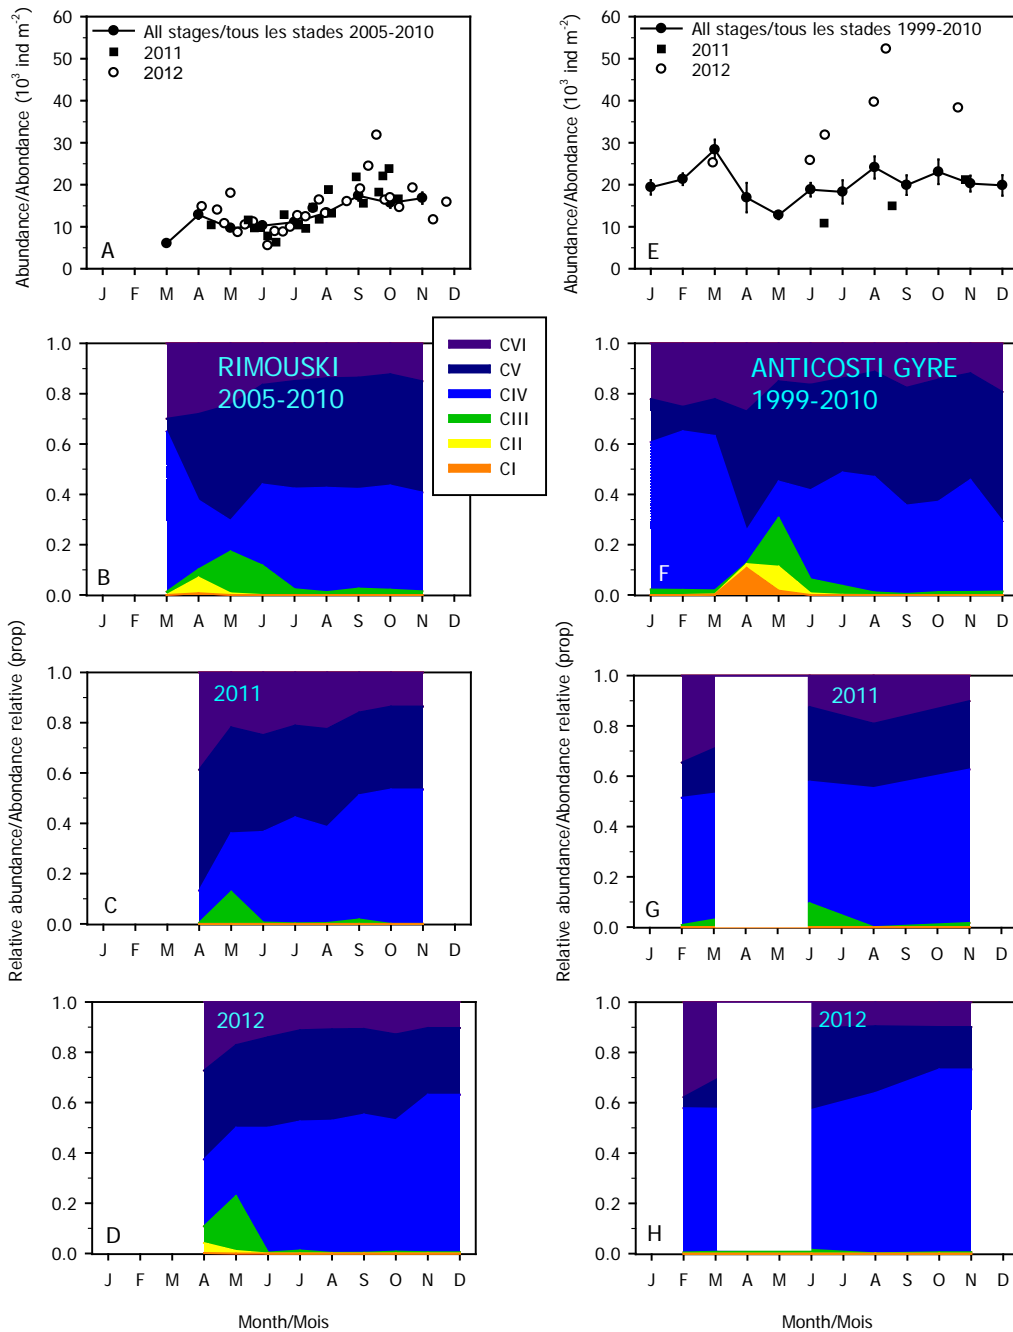 Abundance/Abondance (10³ ind m⁻²)
60
50
40
30
20
10
0
All stages/tous les stades 2005-2010
2011
2012
A
J F M A M J J A S O N D
Abundance/Abondance (10³ ind m⁻²)
60
50
40
30
20
10
0
All stages/tous les stades 1999-2010
2011
2012
E
J F M A M J J A S O N D
CVI
CV
CIV
CIII
CII
CI
1.0
0.8
0.6
0.4
0.2
0.0
RIMOUSKI
2005-2010
B
J F M A M J J A S O N D
1.0
0.8
0.6
0.4
0.2
0.0
ANTICOSTI GYRE
1999-2010
F
J F M A M J J A S O N D
Relative abundance/Abondance relative (prop)
1.0
0.8
0.6
0.4
0.2
0.0
2011
C
J F M A M J J A S O N D
Relative abundance/Abondance relative (prop)
1.0
0.8
0.6
0.4
0.2
0.0
2011
G
J F M A M J J A S O N D
1.0
0.8
0.6
0.4
0.2
0.0
2012
D
J F M A M J J A S O N D
Month/Mois
1.0
0.8
0.6
0.4
0.2
0.0
2012
H
J F M A M J J A S O N D
Month/Mois